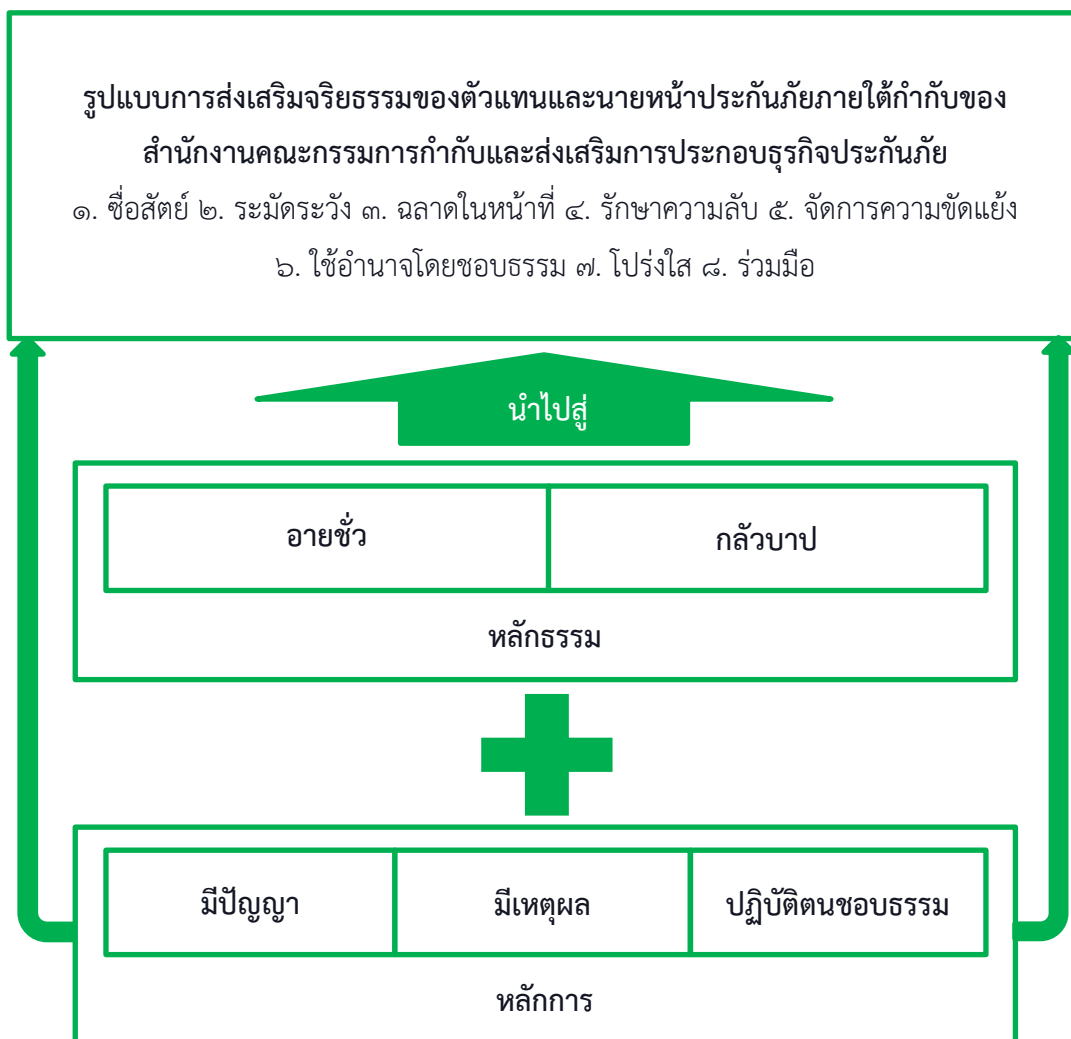 รูปแบบการส่งเสริมจริยธรรมของตัวแทนและนายหน้าประกันภัยภายใต้กำกับของ
สำนักงานคณะกรรมการกำกับและส่งเสริมการประกอบธุรกิจประกันภัย
๑. ซื่อสัตย์ ๒. ระมัดระวัง ๓. ฉลาดในหน้าที่ ๔. รักษาความลับ ๕. จัดการความขัดแย้ง
๖. ใช้อำนาจโดยชอบธรรม ๗. โปร่งใส ๘. ร่วมมือ
นำไปสู่
อายชั่ว
กลัวบาป
หลักธรรม
มีปัญญา
มีเหตุผล
ปฏิบัติตนชอบธรรม
หลักการ